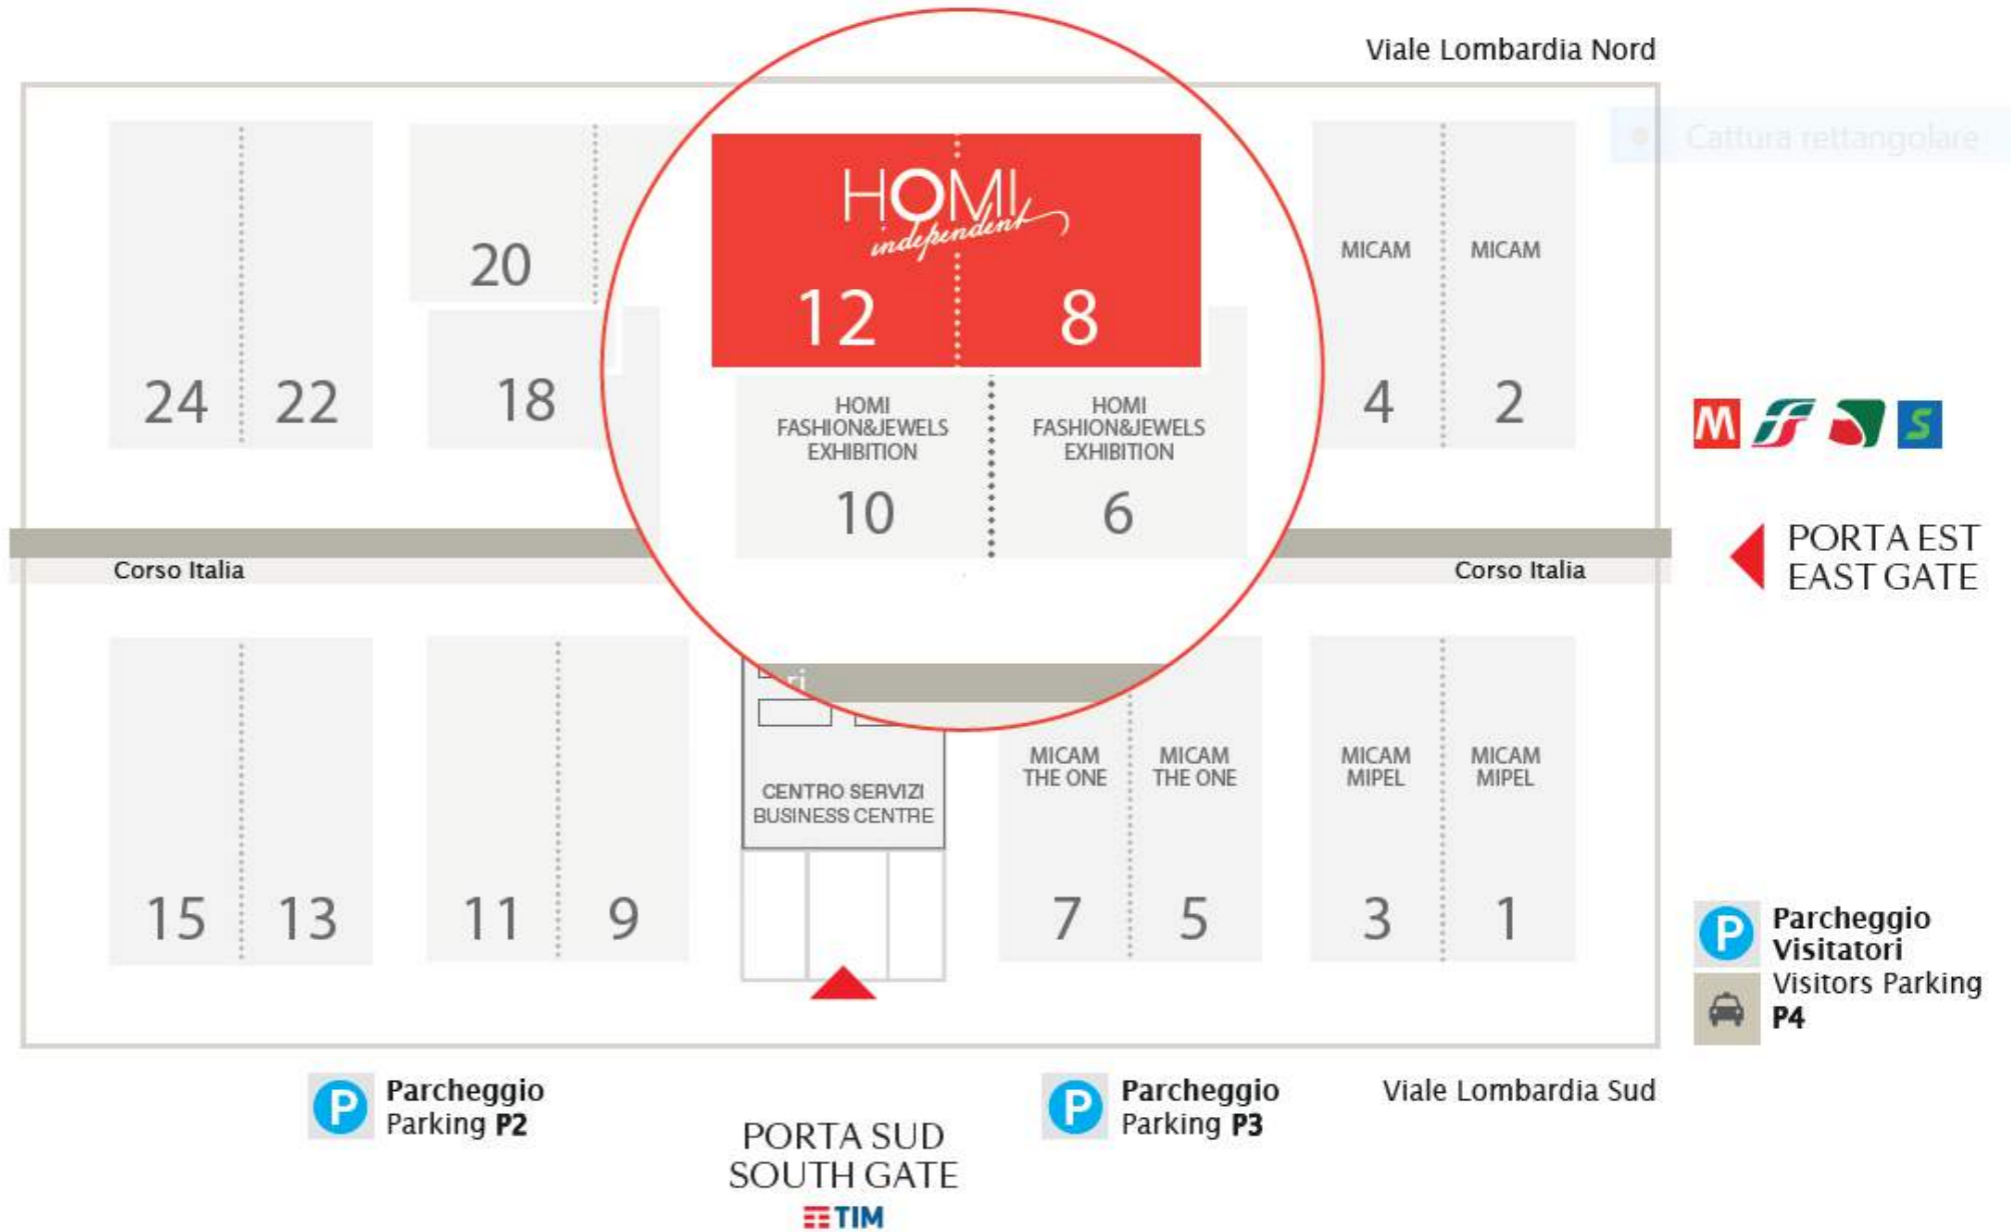 Viale Lombardia Nord
Cattura rettangolare
HOMI
independent
20
12
8
MICAM
MICAM
24
22
18
4
2
HOMI
FASHION&JEWELS
EXHIBITION
10
HOMI
FASHION&JEWELS
EXHIBITION
6
M
S
PORTA EST
EAST GATE
Corso Italia
Corso Italia
ri
CENTRO SERVIZI
BUSINESS CENTRE
MICAM
THE ONE
MICAM
THE ONE
MICAM
MIPEL
MICAM
MIPEL
15
13
11
9
7
5
3
1
P
Parcheggio
Visitatori
Visitors Parking
P4
P
Parcheggio
Parking P2
P
Parcheggio
Parking P3
Viale Lombardia Sud
PORTA SUD
SOUTH GATE
TIM